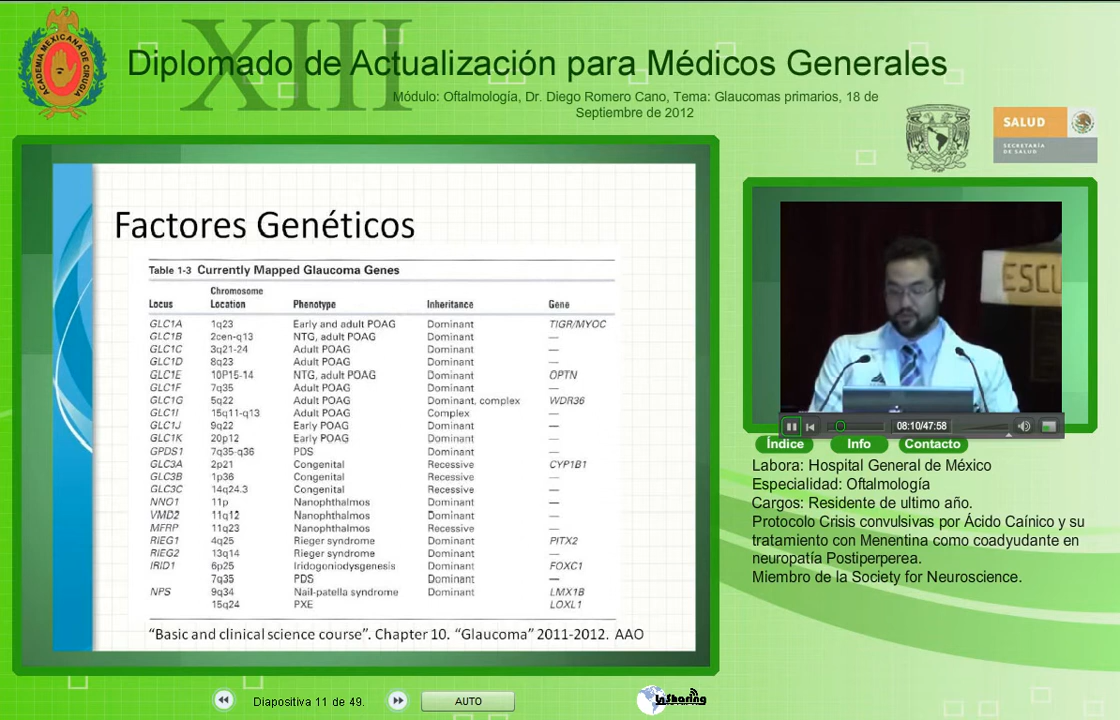 XIII
Diplomado de Actualización para Médicos Generales
Módulo: Oftalmología, Dr. Diego Romero Cano, Tema: Glaucomas primarios, 18 de
Septiembre de 2012
ACADEMIA MEXICANA DE CIRUGIA
SALUD
SECRETARÍA
DE SALUD
Factores Genéticos
Table 1-3 Currently Mapped Glaucoma Genes
Chromosome
Locus Location Phenotype Inheritance Gene
GLC1A 1q23 Early and adult POAG Dominant TIGR/MYOC
GLC1B 2cen-q13 NTG, adult POAG Dominant —
GLC1C 3q21-24 Adult POAG Dominant —
GLC1D 8q23 Adult POAG Dominant —
GLC1E 10P15-14 NTG, adult POAG Dominant OPTN
GLC1F 7q35 Adult POAG Dominant —
GLC1G 5q22 Adult POAG Dominant, complex WDR36
GLC1I 15q11-q13 Adult POAG Complex —
GLC1J 9q22 Early POAG Dominant —
GLC1K 20p12 Early POAG Dominant —
GPDS1 7q35-q36 PDS Dominant —
GLC3A 2p21 Congenital Recessive CYP1B1
GLC3B 1p36 Congenital Recessive —
GLC3C 14q24.3 Congenital Recessive —
NNO1 11p Nanophthalmos Dominant —
VMD2 11q12 Nanophthalmos Dominant —
MFRP 11q23 Nanophthalmos Recessive —
RIEG1 4q25 Rieger syndrome Dominant PITX2
RIEG2 13q14 Rieger syndrome Dominant —
IRID1 6p25 Iridogoniodysgenesis Dominant FOXC1
7q35 PDS Dominant —
NPS 9q34 Nail-patella syndrome Dominant LMX1B
15q24 PXE LOXL1
“Basic and clinical science course”. Chapter 10. “Glaucoma” 2011-2012. AAO
ESCU
08:10/47:58
Índice Info Contacto
Labora: Hospital General de México
Especialidad: Oftalmología
Cargos: Residente de ultimo año.
Protocolo Crisis convulsivas por Ácido Caínico y su
tratamiento con Menentina como coadyudante en
neuropatía Postiperperea.
Miembro de la Society for Neuroscience.
Diapositiva 11 de 49.
AUTO
InSharing